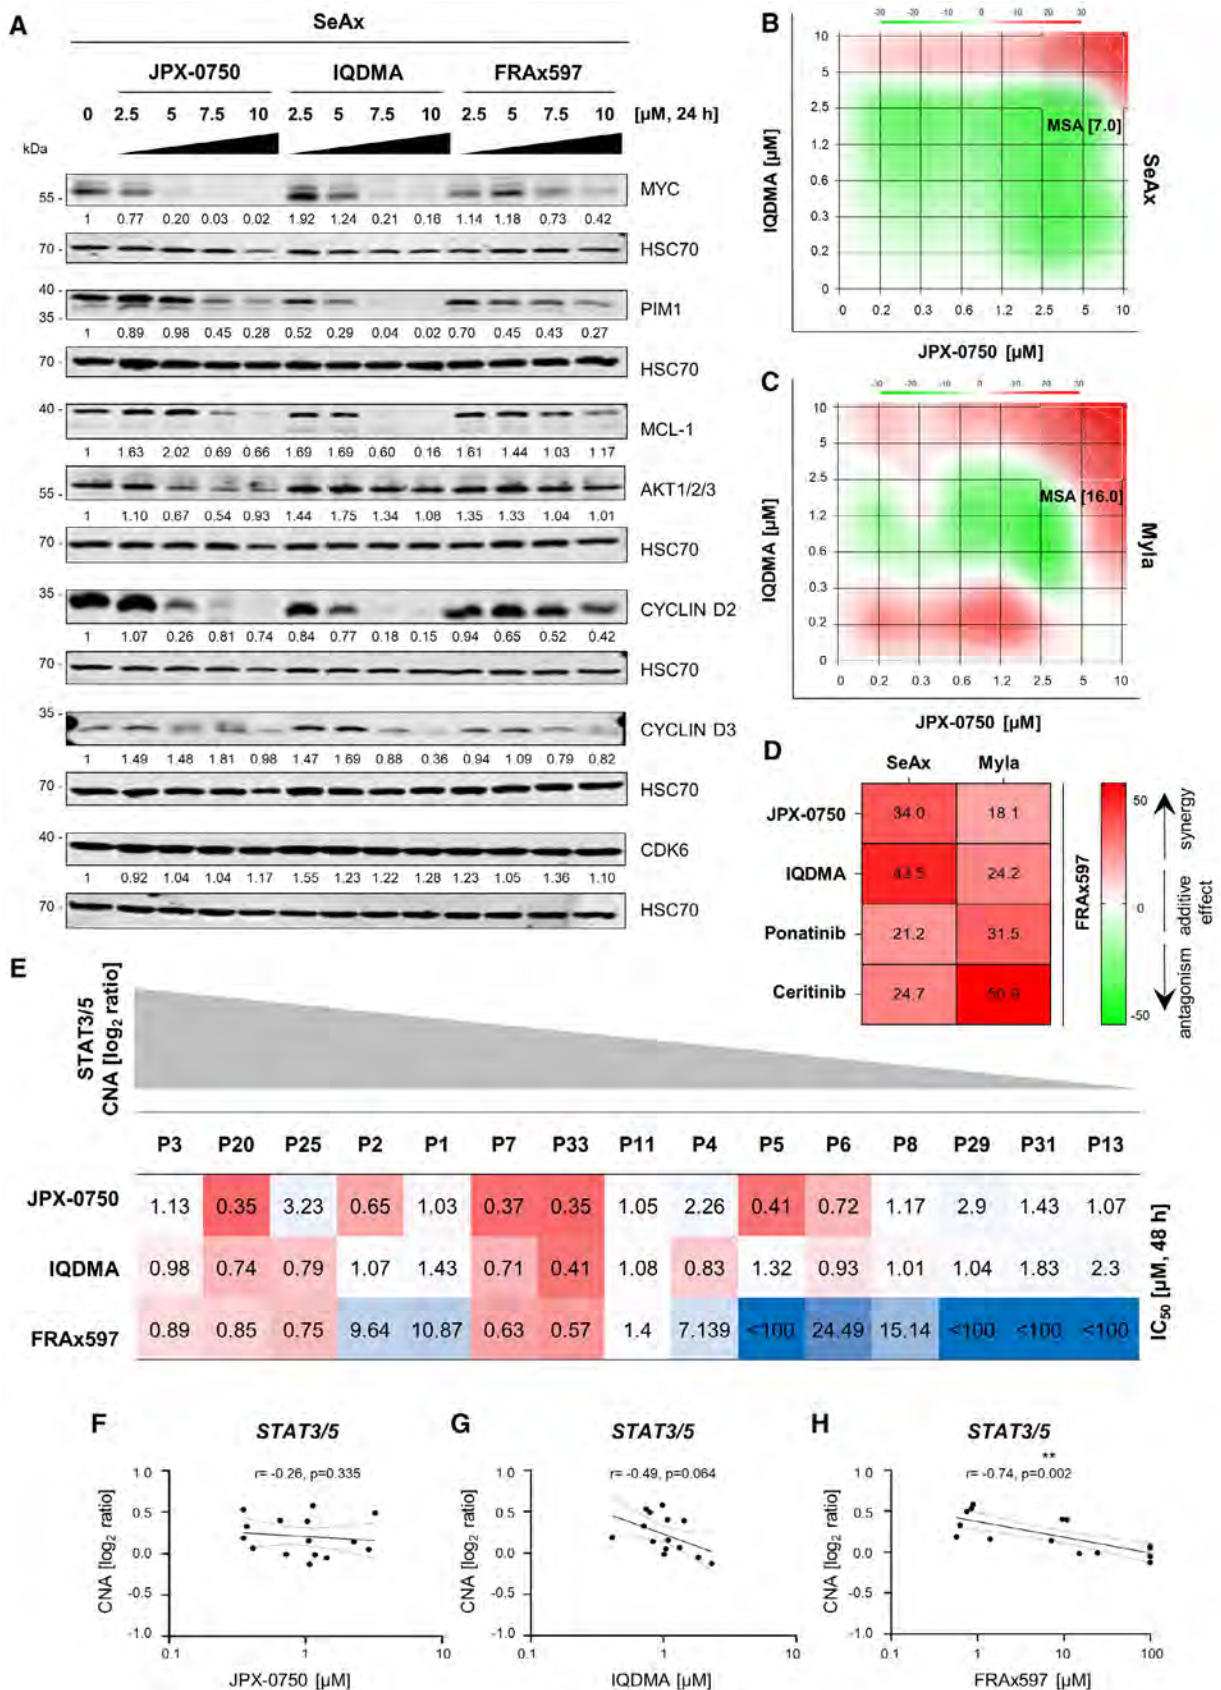 A
SeAx
JPX-0750 IQDMA FRAx597
0 2.5 5 7.5 10 2.5 5 7.5 10 2.5 5 7.5 10 [µM, 24 h]
kDa
55 - MYC
1 0.77 0.20 0.03 0.02 1.92 1.24 0.21 0.16 1.14 1.18 0.73 0.42
70 - HSC70
40 -
35 - PIM1
1 0.89 0.98 0.45 0.28 0.52 0.29 0.04 0.02 0.70 0.45 0.43 0.27
70 - HSC70
40 - MCL-1
1 1.63 2.02 0.69 0.66 1.69 1.69 0.60 0.16 1.61 1.44 1.03 1.17
55 - AKT1/2/3
1 1.10 0.67 0.54 0.93 1.44 1.75 1.34 1.08 1.35 1.33 1.04 1.01
70 - HSC70
35 - CYCLIN D2
1 1.07 0.26 0.81 0.74 0.84 0.77 0.18 0.15 0.94 0.65 0.52 0.42
70 - HSC70
35 - CYCLIN D3
1 1.49 1.48 1.81 0.98 1.47 1.69 0.88 0.36 0.94 1.09 0.79 0.82
70 - HSC70
40 - CDK6
1 0.92 1.04 1.04 1.17 1.55 1.23 1.22 1.28 1.23 1.05 1.36 1.10
70 - HSC70
B
-30 -20 -10 0 10 20 30
10
5
2.5
1.2
0.6
0.3
0.2
0
IQDMA [µM]
MSA [7.0]
SeAx
0 0.2 0.3 0.6 1.2 2.5 5 10
JPX-0750 [µM]
C
-30 -20 -10 0 10 20 30
10
5
2.5
1.2
0.6
0.3
0.2
0
IQDMA [µM]
MSA [16.0]
Myla
0 0.2 0.3 0.6 1.2 2.5 5 10
JPX-0750 [µM]
D
SeAx Myla
JPX-0750 34.0 18.1
IQDMA 43.5 24.2
Ponatinib 21.2 31.5
Ceritinib 24.7 50.9
FRAx597
50
0
-50
synergy
additive effect
antagonism
E
STAT3/5
CNA [log₂ ratio]
P3 P20 P25 P2 P1 P7 P33 P11 P4 P5 P6 P8 P29 P31 P13
JPX-0750 1.13 0.35 3.23 0.65 1.03 0.37 0.35 1.05 2.26 0.41 0.72 1.17 2.9 1.43 1.07
IQDMA 0.98 0.74 0.79 1.07 1.43 0.71 0.41 1.08 0.83 1.32 0.93 1.01 1.04 1.83 2.3
FRAx597 0.89 0.85 0.75 9.64 10.87 0.63 0.57 1.4 7.139 <100 24.49 15.14 <100 <100 <100
IC₅₀ [µM, 48 h]
F
STAT3/5
r= -0.26, p=0.335
1.0
0.5
0.0
-0.5
-1.0
CNA [log₂ ratio]
0.1 1 10
JPX-0750 [µM]
G
STAT3/5
r= -0.49, p=0.064
1.0
0.5
0.0
-0.5
-1.0
CNA [log₂ ratio]
0.1 1 10
IQDMA [µM]
H
STAT3/5
**
r= -0.74, p=0.002
1.0
0.5
0.0
-0.5
-1.0
CNA [log₂ ratio]
0.1 1 10 100
FRAx597 [µM]